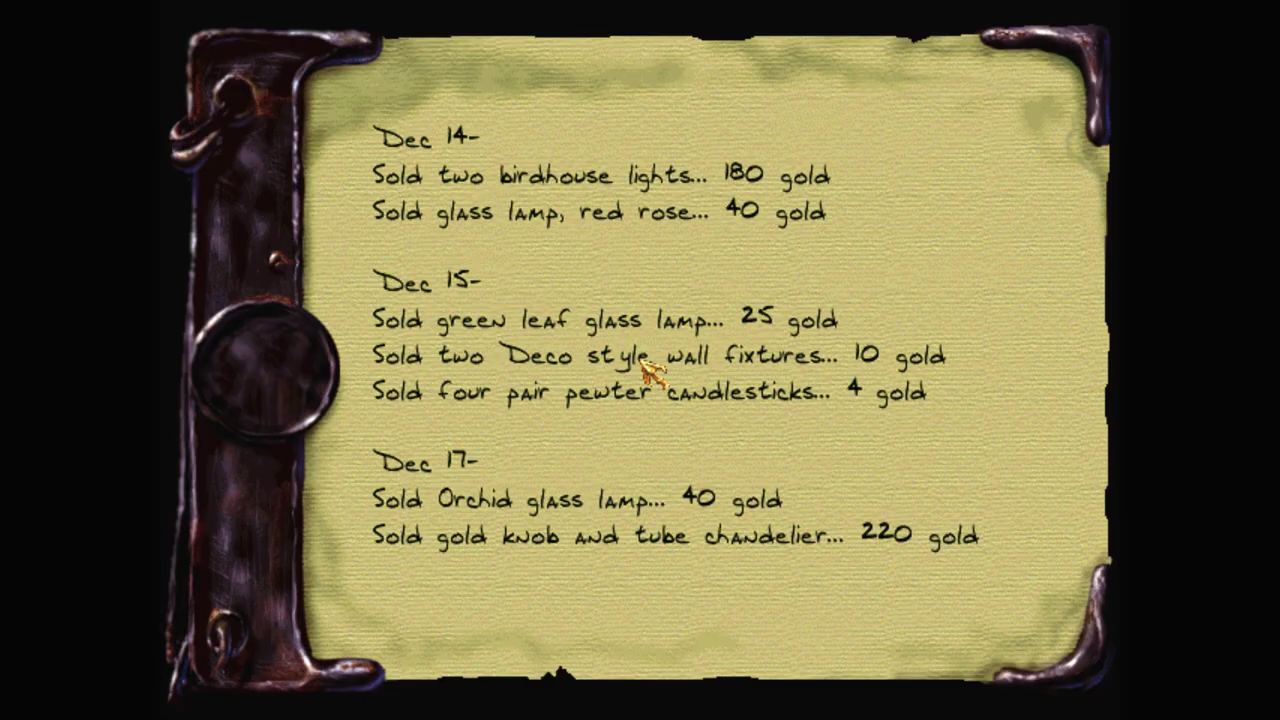 Dec 14-
Sold two birdhouse lights... 180 gold
Sold glass lamp, red rose... 40 gold
Dec 15-
Sold green leaf glass lamp... 25 gold
Sold two Deco style wall fixtures... 10 gold
Sold four pair pewter candlesticks... 4 gold
Dec 17-
Sold Orchid glass lamp... 40 gold
Sold gold knob and tube chandelier... 220 gold